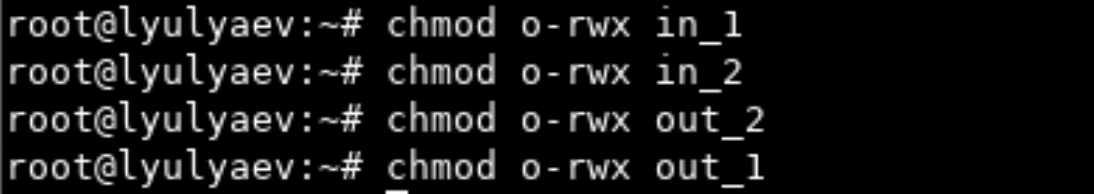 root@lyulyaev:~# chmod o-rwx in_1
root@lyulyaev:~# chmod o-rwx in_2
root@lyulyaev:~# chmod o-rwx out_2
root@lyulyaev:~# chmod o-rwx out_1